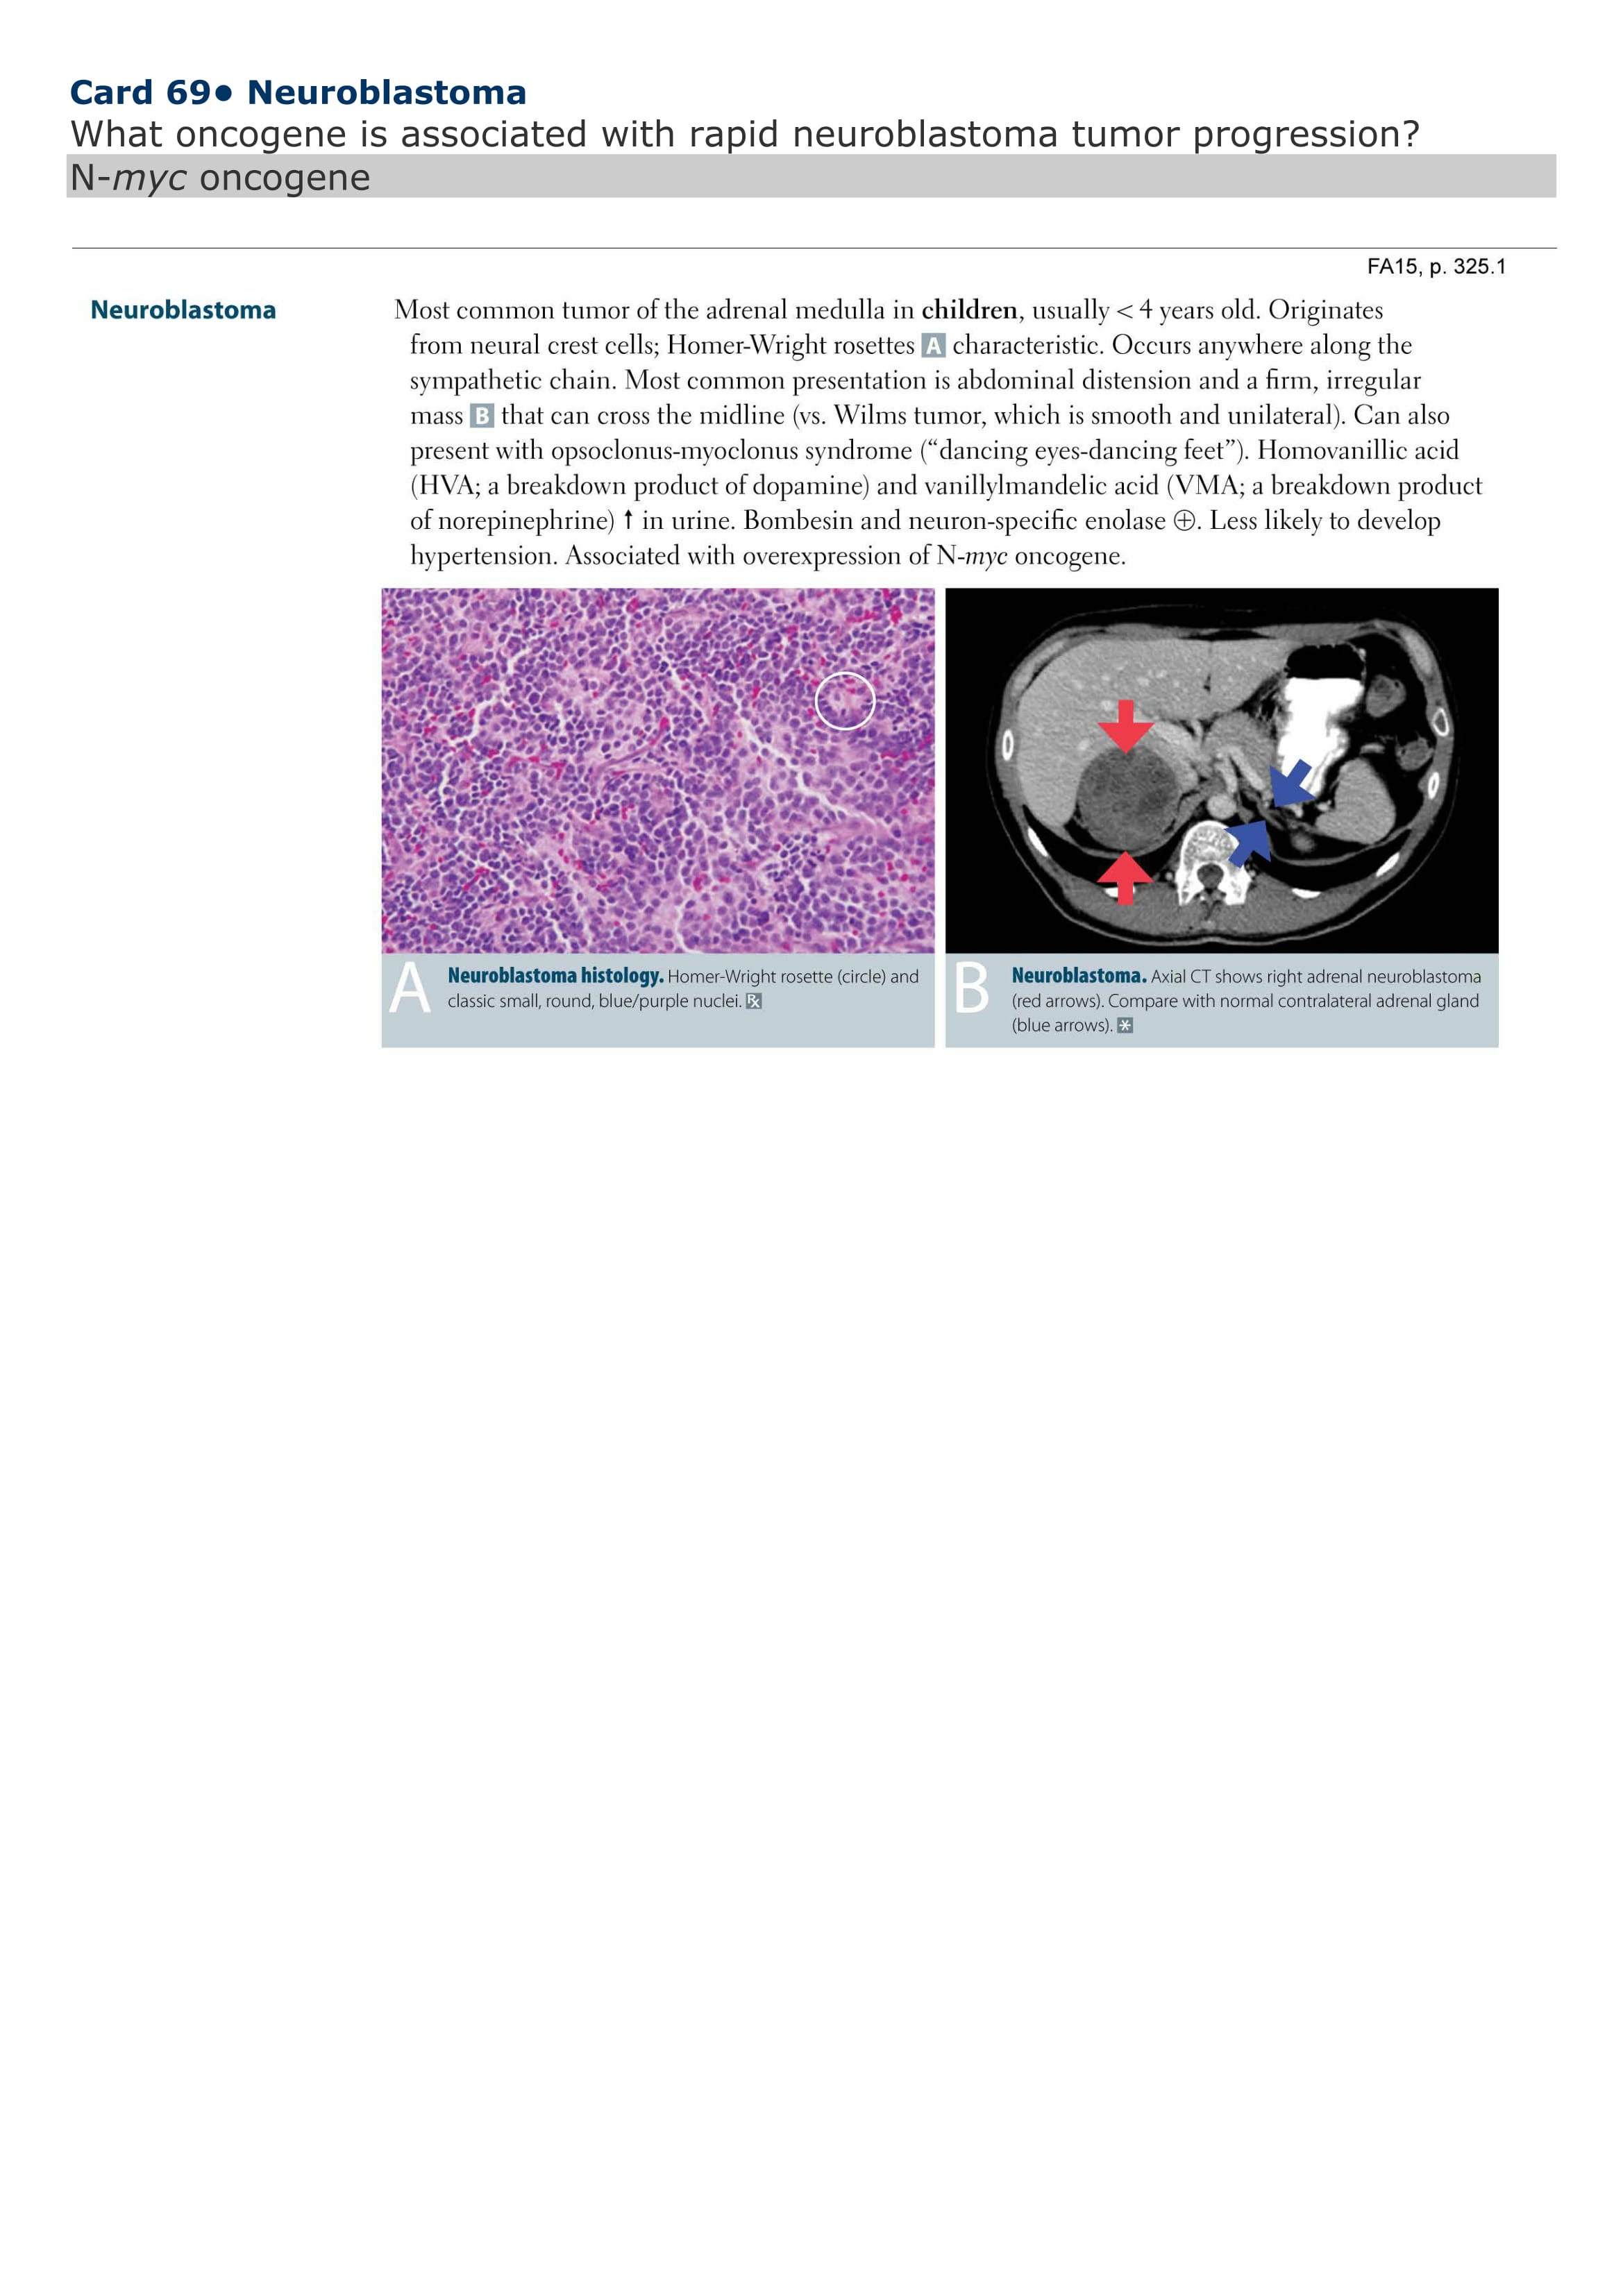 Card 69● Neuroblastoma
What oncogene is associated with rapid neuroblastoma tumor progression?
N-myc oncogene
FA15, p. 325.1
Neuroblastoma
Most common tumor of the adrenal medulla in children, usually < 4 years old. Originates
from neural crest cells; Homer-Wright rosettes A characteristic. Occurs anywhere along the
sympathetic chain. Most common presentation is abdominal distension and a firm, irregular
mass B that can cross the midline (vs. Wilms tumor, which is smooth and unilateral). Can also
present with opsoclonus-myoclonus syndrome (“dancing eyes-dancing feet”). Homovanillic acid
(HVA; a breakdown product of dopamine) and vanillylmandelic acid (VMA; a breakdown product
of norepinephrine) ↑ in urine. Bombesin and neuron-specific enolase ⊕. Less likely to develop
hypertension. Associated with overexpression of N-myc oncogene.
A
Neuroblastoma histology. Homer-Wright rosette (circle) and
classic small, round, blue/purple nuclei. ℞
B
Neuroblastoma. Axial CT shows right adrenal neuroblastoma
(red arrows). Compare with normal contralateral adrenal gland
(blue arrows). *